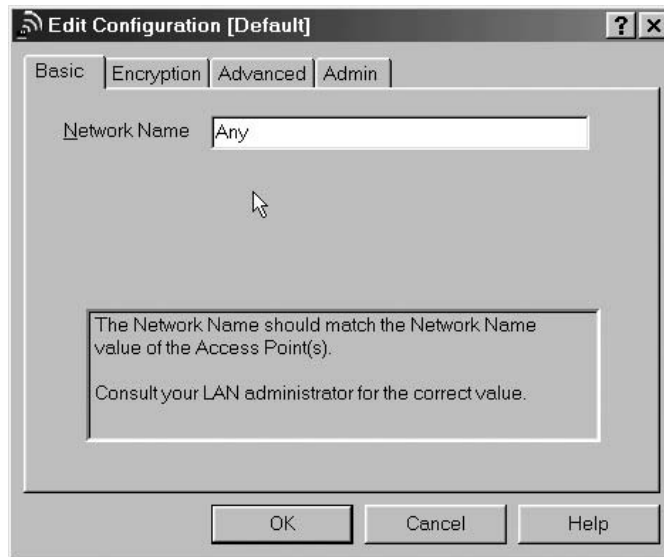 Edit Configuration [Default]
Basic Encryption Advanced Admin
Network Name Any
The Network Name should match the Network Name
value of the Access Point(s).
Consult your LAN administrator for the correct value.
OK Cancel Help